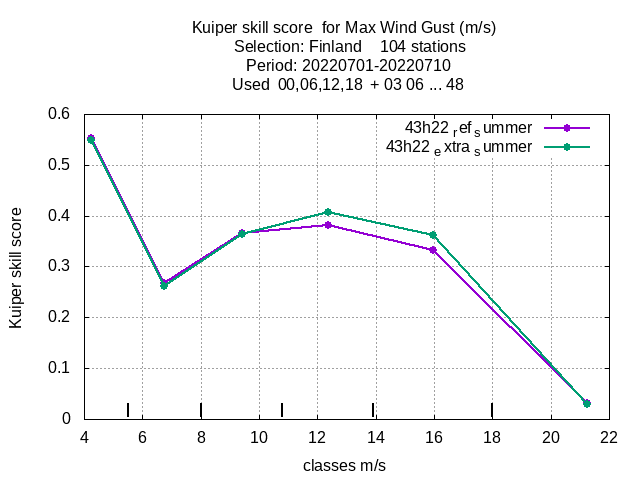 Kuiper skill score for Max Wind Gust (m/s)
Selection: Finland 104 stations
Period: 20220701-20220710
Used 00,06,12,18 + 03 06 ... 48
43h22 ref summer
43h22 extra summer
Kuiper skill score
0.6
0.5
0.4
0.3
0.2
0.1
0
4 6 8 10 12 14 16 18 20 22
classes m/s